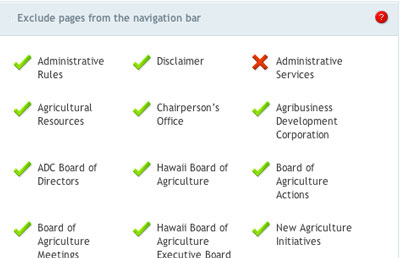 Exclude pages from the navigation bar
?
Administrative
Rules
Disclaimer
Administrative
Services
Agricultural
Resources
Chairperson's
Office
Agribusiness
Development
Corporation
ADC Board of
Directors
Hawaii Board of
Agriculture
Board of
Agriculture
Actions
Board of
Agriculture
Meetings
Hawaii Board of
Agriculture
Executive Board
New Agriculture
Initiatives